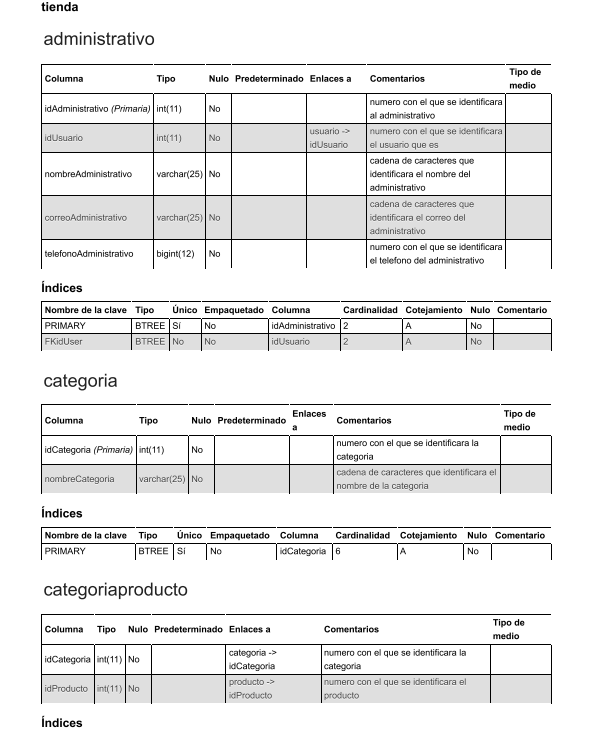 tienda
administrativo
Columna Tipo Nulo Predeterminado Enlaces a Comentarios Tipo de medio
idAdministrativo (Primaria) int(11) No numero con el que se identificara al administrativo
idUsuario int(11) No usuario -> idUsuario numero con el que se identificara el usuario que es
nombreAdministrativo varchar(25) No cadena de caracteres que identificara el nombre del administrativo
correoAdministrativo varchar(25) No cadena de caracteres que identificara el correo del administrativo
telefonoAdministrativo bigint(12) No numero con el que se identificara el telefono del administrativo
Índices
Nombre de la clave Tipo Único Empaquetado Columna Cardinalidad Cotejamiento Nulo Comentario
PRIMARY BTREE Sí No idAdministrativo 2 A No
FKidUser BTREE No No idUsuario 2 A No
categoria
Columna Tipo Nulo Predeterminado Enlaces a Comentarios Tipo de medio
idCategoria (Primaria) int(11) No numero con el que se identificara la categoria
nombreCategoria varchar(25) No cadena de caracteres que identificara el nombre de la categoria
Índices
Nombre de la clave Tipo Único Empaquetado Columna Cardinalidad Cotejamiento Nulo Comentario
PRIMARY BTREE Sí No idCategoria 6 A No
categoriaproducto
Columna Tipo Nulo Predeterminado Enlaces a Comentarios Tipo de medio
idCategoria int(11) No categoria -> idCategoria numero con el que se identificara la categoria
idProducto int(11) No producto -> idProducto numero con el que se identificara el producto
Índices